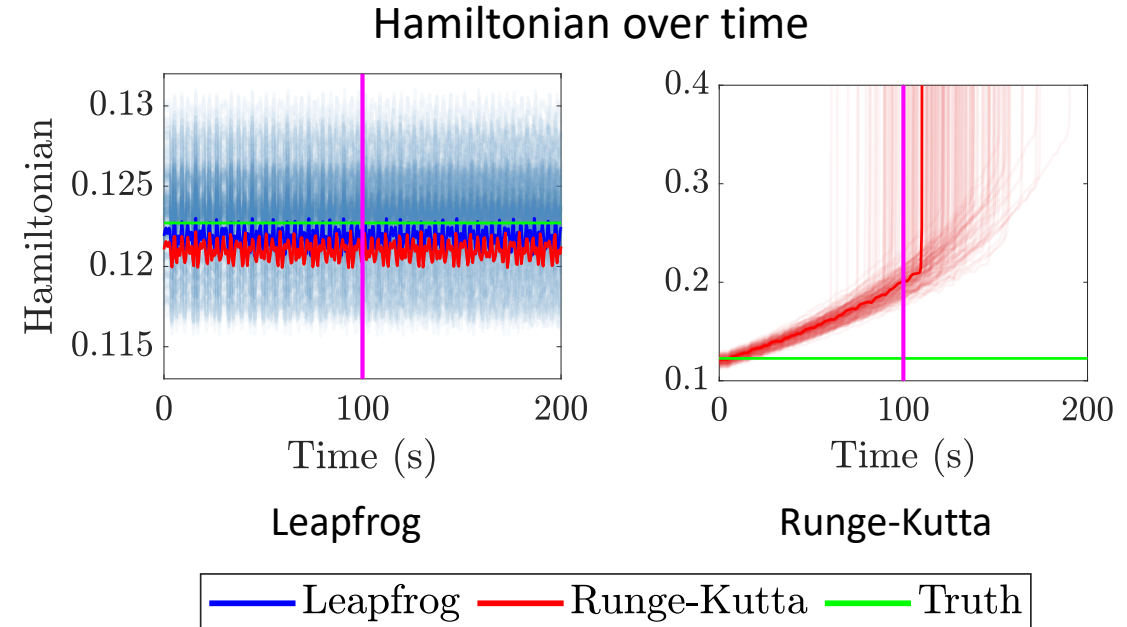 Hamiltonian over time
Hamiltonian
0.13
0.125
0.12
0.115
0
100
200
Time (s)
Leapfrog
0.4
0.3
0.2
0.1
0
100
200
Time (s)
Runge-Kutta
Leapfrog Runge-Kutta Truth